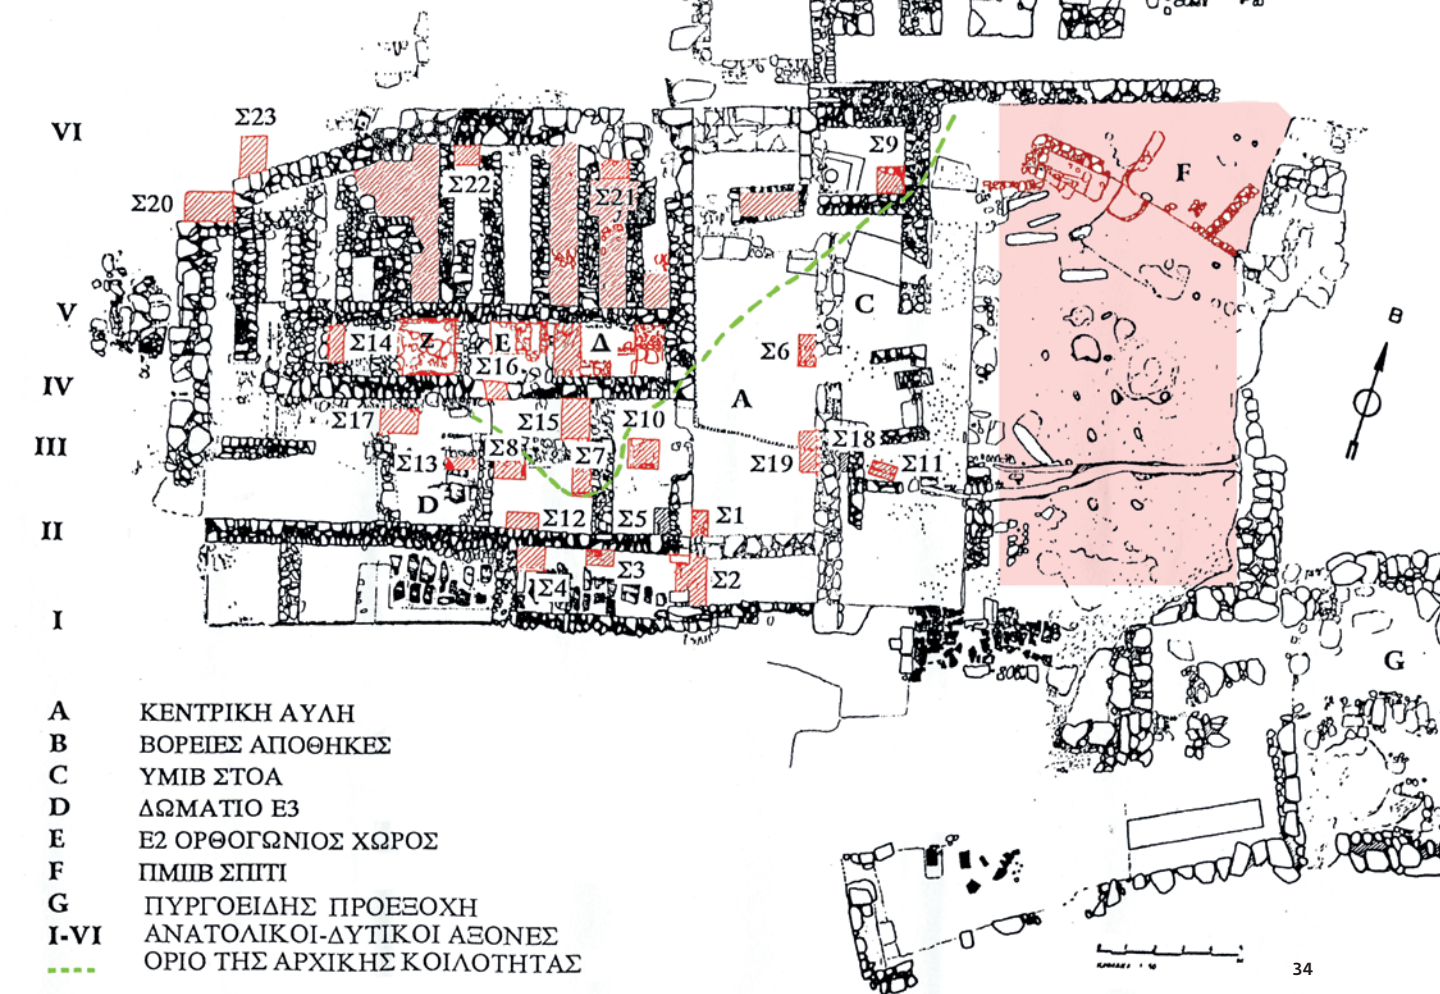 VI
Σ23
Σ9
Σ20
Σ22
Σ21
F
V
C
B
Σ14
Z
E
Δ
Σ6
Σ16
IV
A
Σ17
Σ15
Σ10
III
Σ8
Σ7
Σ18
Σ13
Σ19
Σ11
D
II
Σ12
Σ5
Σ1
Σ3
Σ2
Σ4
I
G
A ΚΕΝΤΡΙΚΗ ΑΥΛΗ
B ΒΟΡΕΙΕΣ ΑΠΟΘΗΚΕΣ
C ΥΜΙΒ ΣΤΟΑ
D ΔΩΜΑΤΙΟ Ε3
E Ε2 ΟΡΘΟΓΩΝΙΟΣ ΧΩΡΟΣ
F ΠΜΙΙΒ ΣΠΙΤΙ
G ΠΥΡΓΟΕΙΔΗΣ ΠΡΟΕΞΟΧΗ
I-VI ΑΝΑΤΟΛΙΚΟΙ-ΔΥΤΙΚΟΙ ΑΞΟΝΕΣ
ΟΡΙΟ ΤΗΣ ΑΡΧΙΚΗΣ ΚΟΙΛΟΤΗΤΑΣ
34